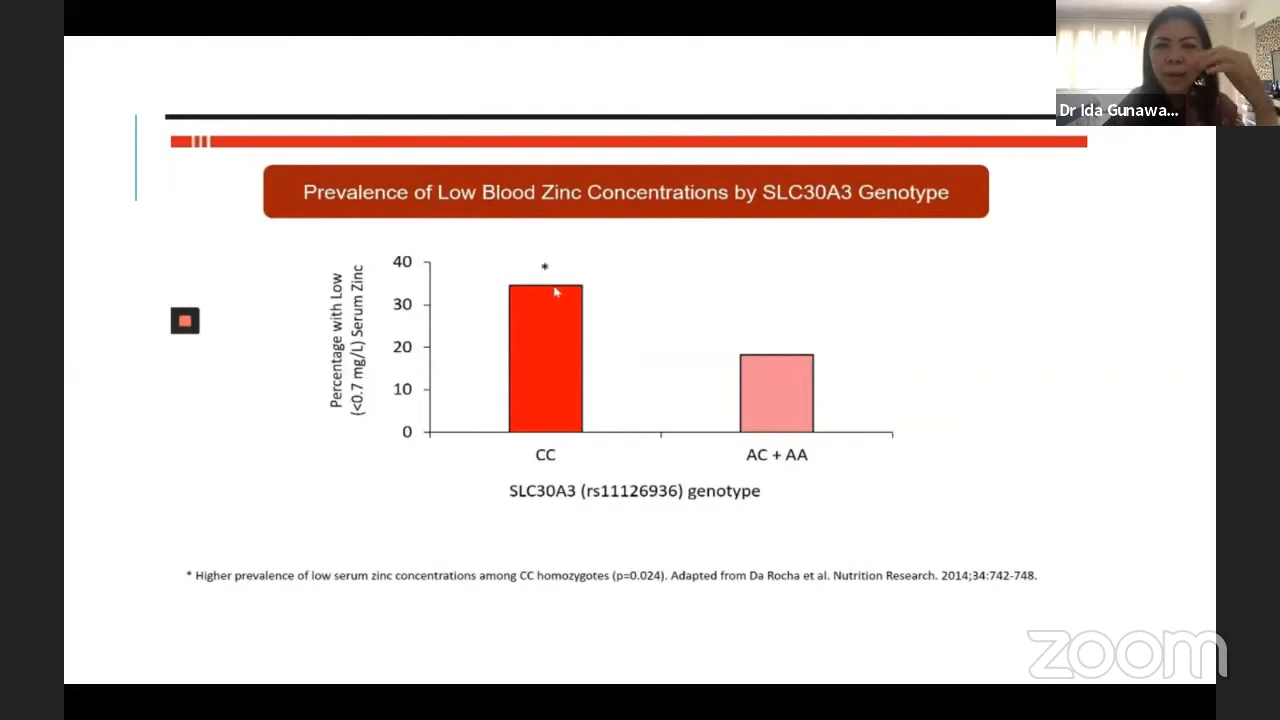 Dr Ida Gunawa...
Prevalence of Low Blood Zinc Concentrations by SLC30A3 Genotype
Percentage with Low
(<0.7 mg/L) Serum Zinc
40
30
20
10
0
*
CC
AC + AA
SLC30A3 (rs11126936) genotype
* Higher prevalence of low serum zinc concentrations among CC homozygotes (p=0.024). Adapted from Da Rocha et al. Nutrition Research. 2014;34:742-748.
zoom